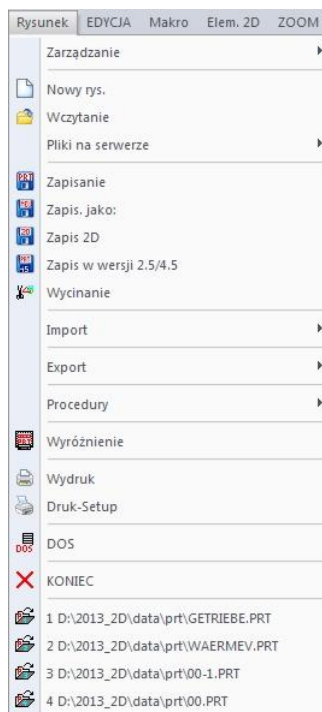 Rysunek EDYCJA Makro Elem. 2D ZOOM
Zarządzanie
Nowy rys.
Wczytanie
Pliki na serwerze
Zapisanie
Zapis. jako:
Zapis 2D
Zapis w wersji 2.5/4.5
Wycinanie
Import
Export
Procedury
Wyróżnienie
Wydruk
Druk-Setup
DOS DOS
KONIEC
1 D:\2013_2D\data\prt\GETRIEBE.PRT
2 D:\2013_2D\data\prt\WAERMEV.PRT
3 D:\2013_2D\data\prt\00-1.PRT
4 D:\2013_2D\data\prt\00.PRT